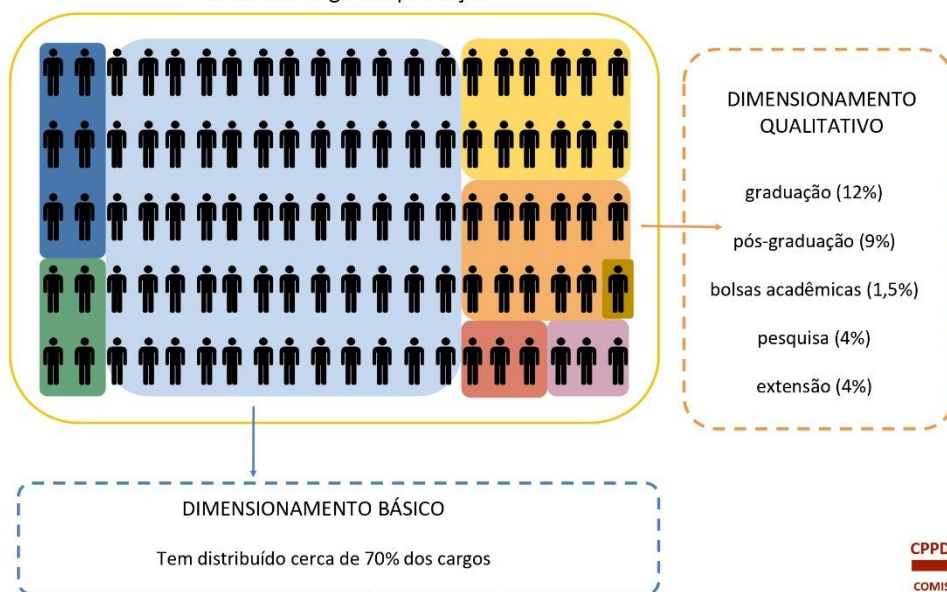 DIMENSIONAMENTO
QUALITATIVO
graduação (12%)
pós-graduação (9%)
bolsas acadêmicas (1,5%)
pesquisa (4%)
extensão (4%)
DIMENSIONAMENTO BÁSICO
Tem distribuído cerca de 70% dos cargos
CPPD
COMIS